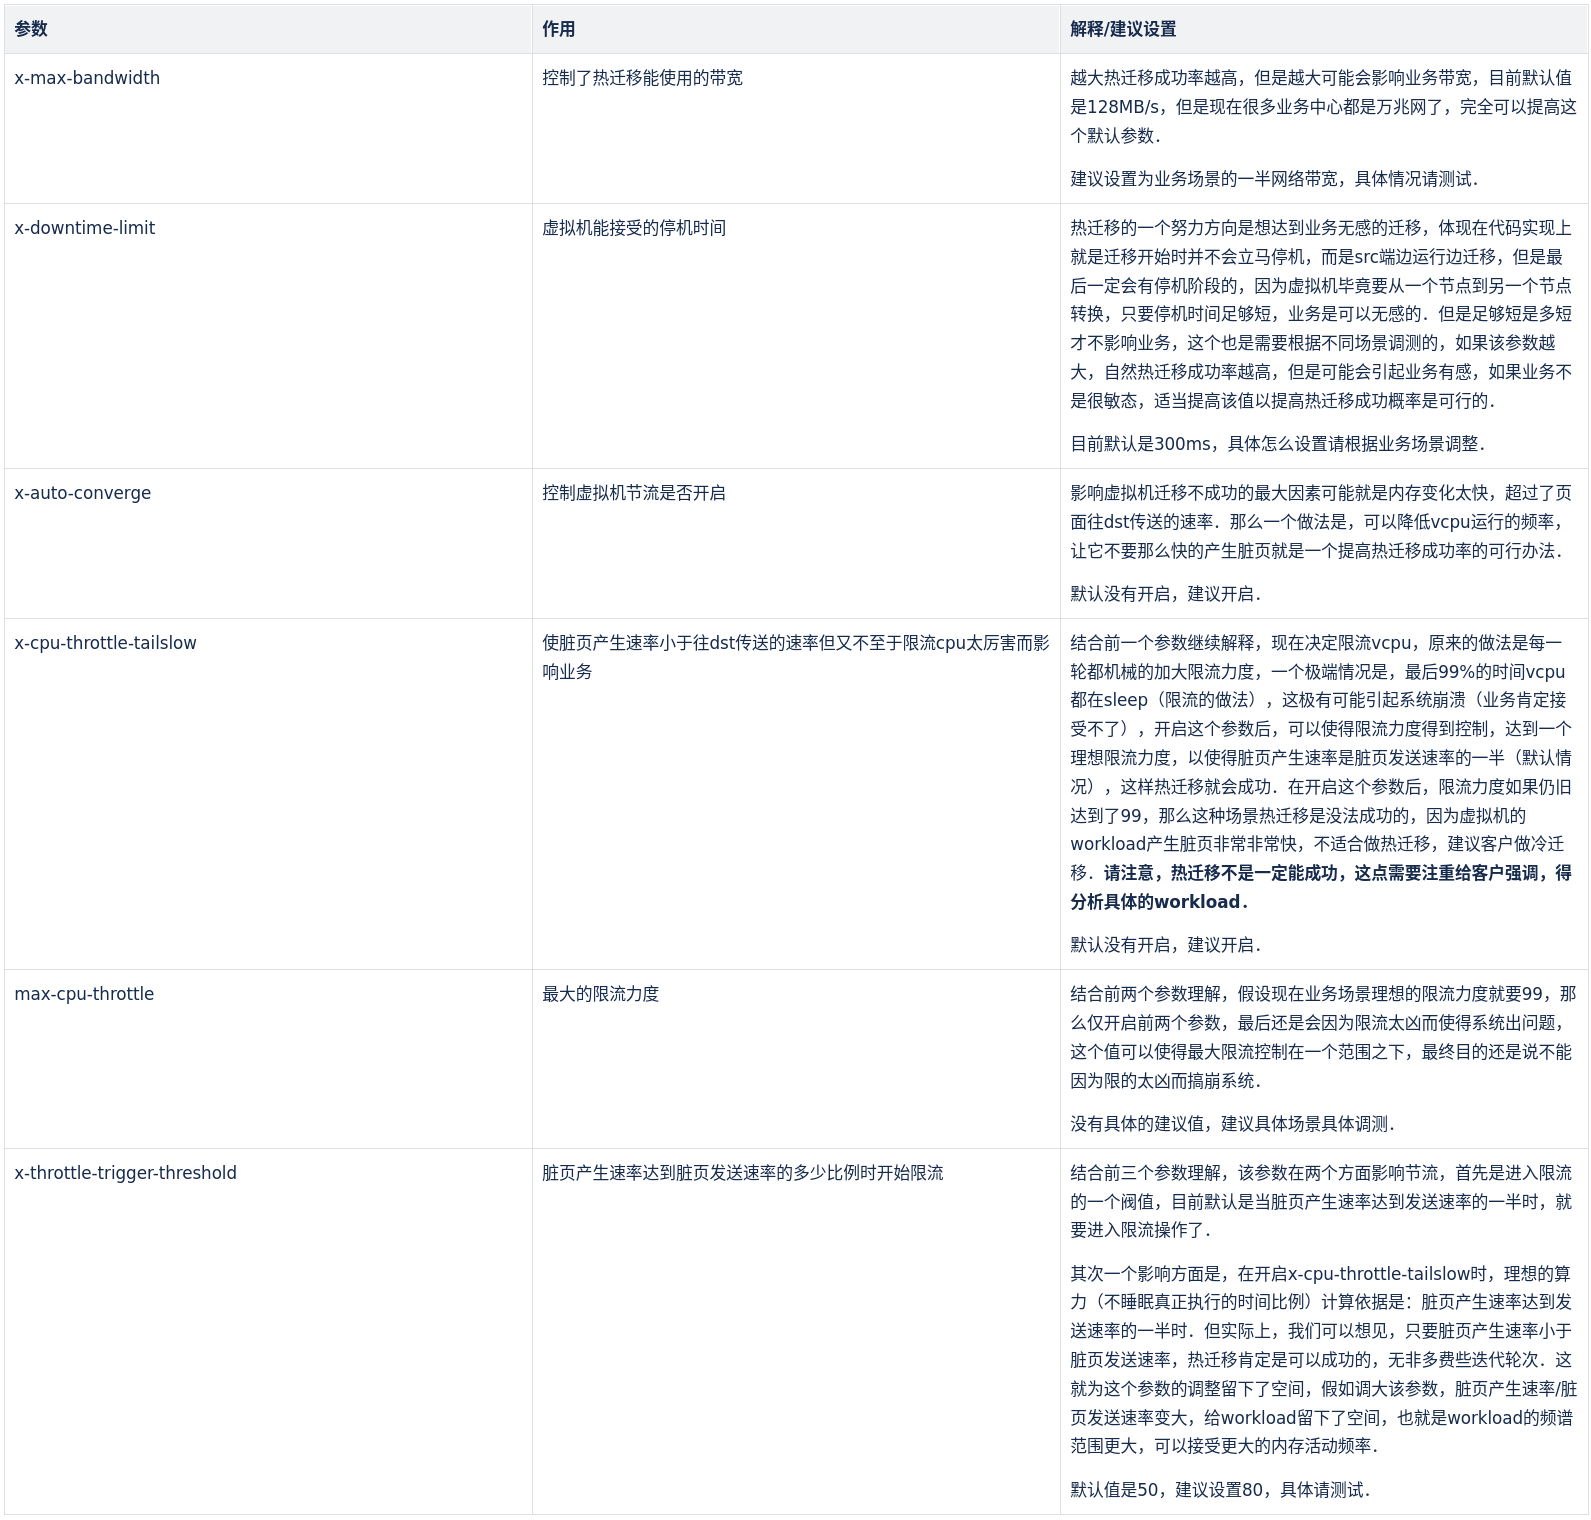 参数
作用
解释/建议设置
x-max-bandwidth
控制了热迁移能使用的带宽
越大热迁移成功率越高，但是越大可能会影响业务带宽，目前默认值
是128MB/s，但是现在很多业务中心都是万兆网了，完全可以提高这
个默认参数．
建议设置为业务场景的一半网络带宽，具体情况请测试．
x-downtime-limit
虚拟机能接受的停机时间
热迁移的一个努力方向是想达到业务无感的迁移，体现在代码实现上
就是迁移开始时并不会立马停机，而是src端边运行边迁移，但是最
后一定会有停机阶段的，因为虚拟机毕竟要从一个节点到另一个节点
转换，只要停机时间足够短，业务是可以无感的．但是足够短是多短
才不影响业务，这个也是需要根据不同场景调测的，如果该参数越
大，自然热迁移成功率越高，但是可能会引起业务有感，如果业务不
是很敏态，适当提高该值以提高热迁移成功概率是可行的．
目前默认是300ms，具体怎么设置请根据业务场景调整．
x-auto-converge
控制虚拟机节流是否开启
影响虚拟机迁移不成功的最大因素可能就是内存变化太快，超过了页
面往dst传送的速率．那么一个做法是，可以降低vcpu运行的频率，
让它不要那么快的产生脏页就是一个提高热迁移成功率的可行办法．
默认没有开启，建议开启．
x-cpu-throttle-tailslow
使脏页产生速率小于往dst传送的速率但又不至于限流cpu太厉害而影
响业务
结合前一个参数继续解释，现在决定限流vcpu，原来的做法是每一
轮都机械的加大限流力度，一个极端情况是，最后99%的时间vcpu
都在sleep（限流的做法），这极有可能引起系统崩溃（业务肯定接
受不了），开启这个参数后，可以使得限流力度得到控制，达到一个
理想限流力度，以使得脏页产生速率是脏页发送速率的一半（默认情
况），这样热迁移就会成功．在开启这个参数后，限流力度如果仍旧
达到了99，那么这种场景热迁移是没法成功的，因为虚拟机的
workload产生脏页非常非常快，不适合做热迁移，建议客户做冷迁
移．请注意，热迁移不是一定能成功，这点需要注重给客户强调，得
分析具体的workload．
默认没有开启，建议开启．
max-cpu-throttle
最大的限流力度
结合前两个参数理解，假设现在业务场景理想的限流力度就要99，那
么仅开启前两个参数，最后还是会因为限流太凶而使得系统出问题，
这个值可以使得最大限流控制在一个范围之下，最终目的还是说不能
因为限的太凶而搞崩系统．
没有具体的建议值，建议具体场景具体调测．
x-throttle-trigger-threshold
脏页产生速率达到脏页发送速率的多少比例时开始限流
结合前三个参数理解，该参数在两个方面影响节流，首先是进入限流
的一个阀值，目前默认是当脏页产生速率达到发送速率的一半时，就
要进入限流操作了．
其次一个影响方面是，在开启x-cpu-throttle-tailslow时，理想的算
力（不睡眠真正执行的时间比例）计算依据是：脏页产生速率达到发
送速率的一半时．但实际上，我们可以想见，只要脏页产生速率小于
脏页发送速率，热迁移肯定是可以成功的，无非多费些迭代轮次．这
就为这个参数的调整留下了空间，假如调大该参数，脏页产生速率/脏
页发送速率变大，给workload留下了空间，也就是workload的频谱
范围更大，可以接受更大的内存活动频率．
默认值是50，建议设置80，具体请测试．